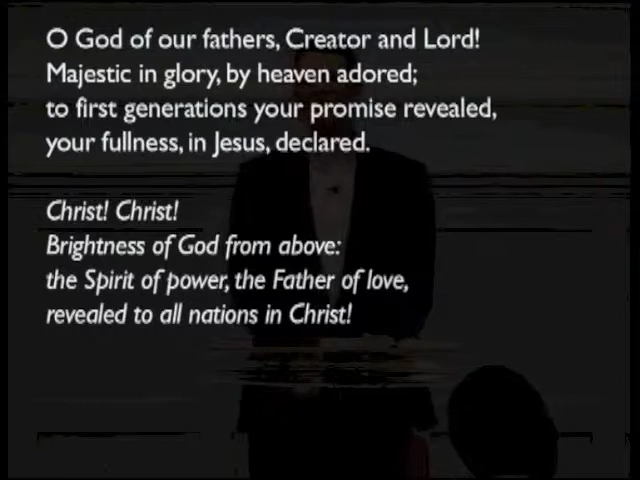 O God of our fathers, Creator and Lord!
Majestic in glory, by heaven adored;
to first generations your promise revealed,
your fullness, in Jesus, declared.
Christ! Christ!
Brightness of God from above:
the Spirit of power, the Father of love,
revealed to all nations in Christ!